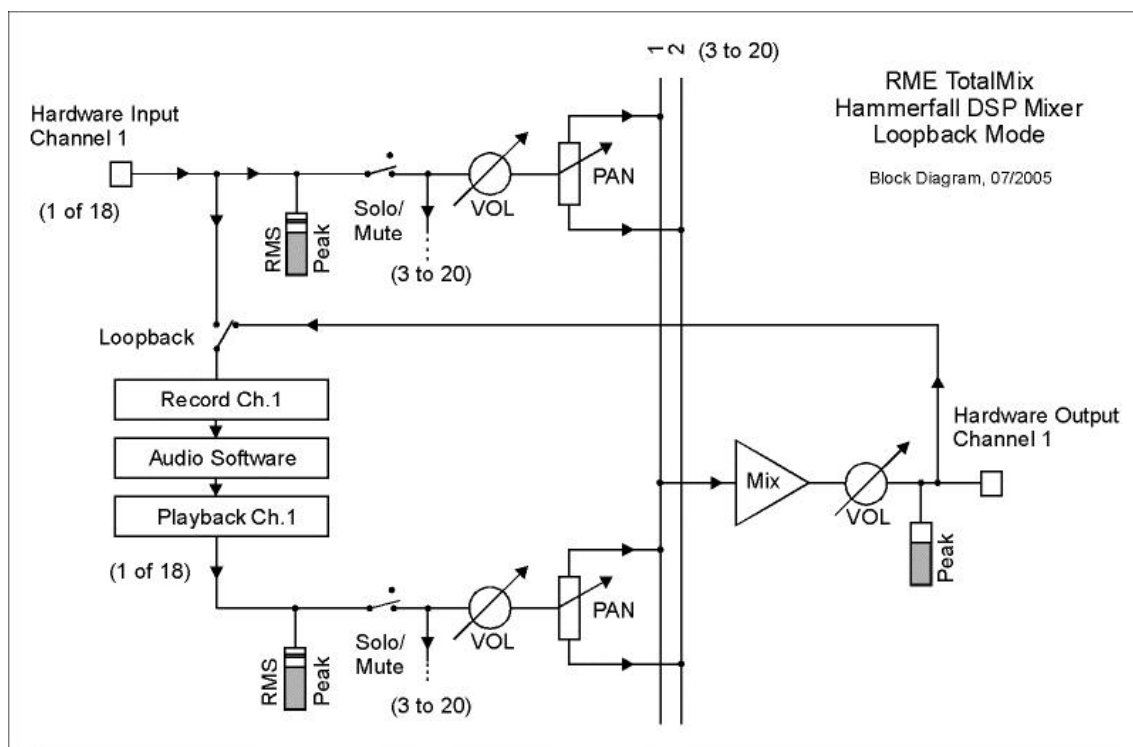 1
2
(3 to 20)
RME TotalMix
Hammerfall DSP Mixer
Loopback Mode
Block Diagram, 07/2005
Hardware Input
Channel 1
(1 of 18)
RMS
Peak
Solo/
Mute
(3 to 20)
VOL
PAN
Loopback
Record Ch.1
Audio Software
Playback Ch.1
(1 of 18)
Mix
VOL
Hardware Output
Channel 1
Peak
RMS
Peak
Solo/
Mute
(3 to 20)
VOL
PAN